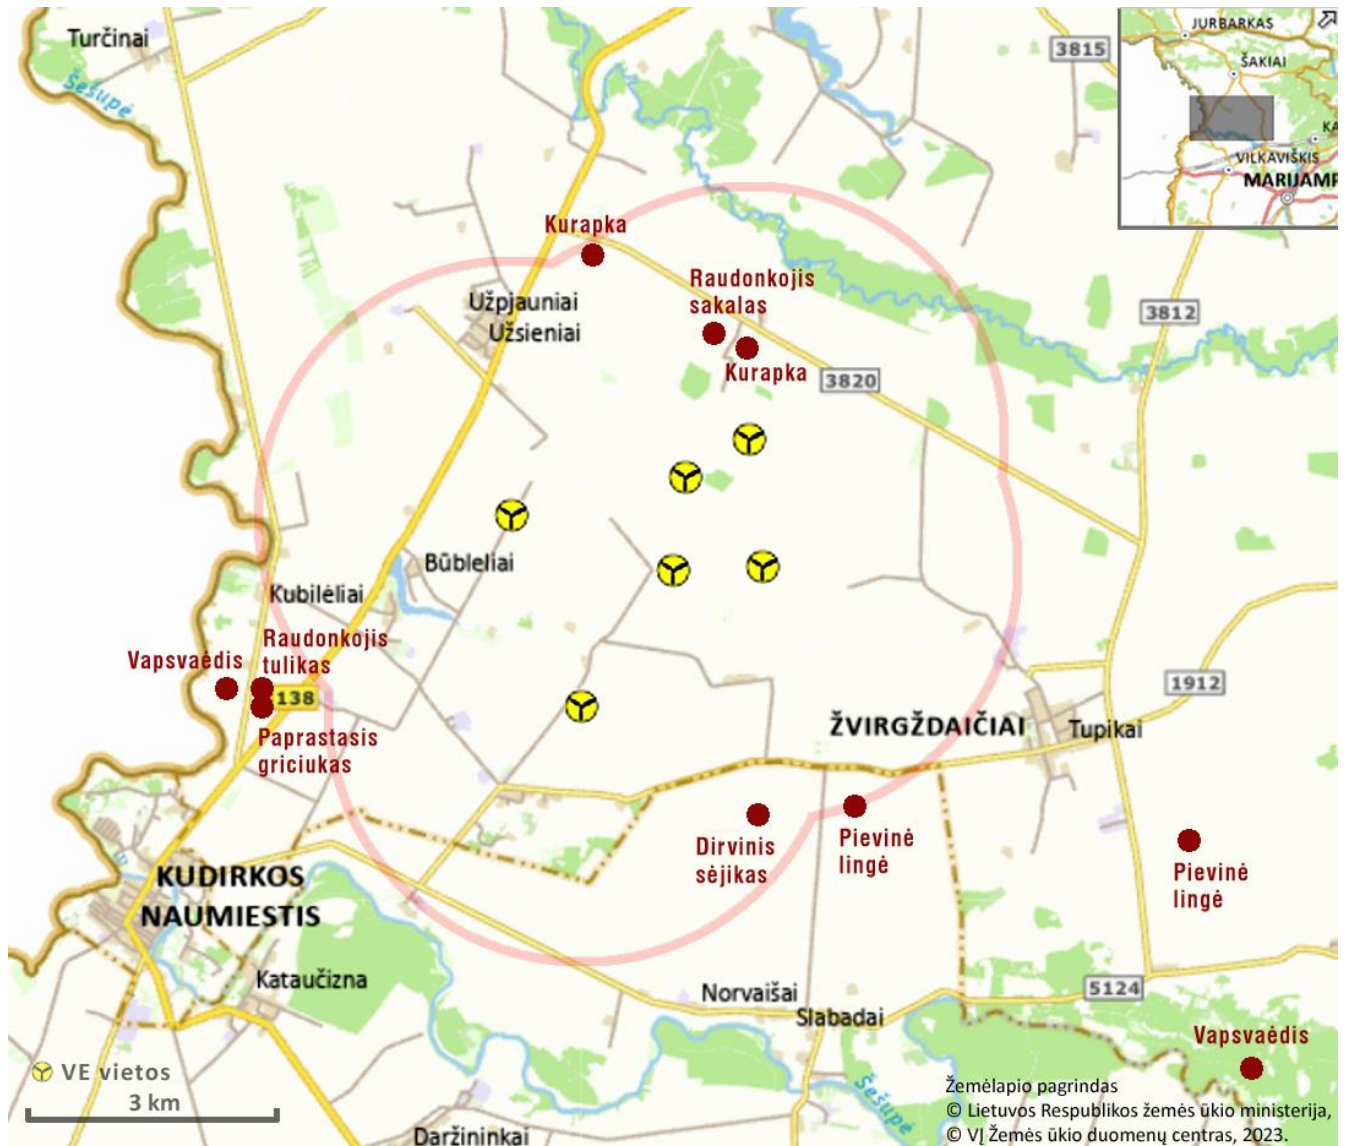 Turčinai
Šešupė
3815
JURBARKAS
ŠAKIAI
KA
VILKAVIŠKIS
MARIJAMP
Kurapka
Raudonkojis
sakalas
Užpjauniai
Užsieniai
3812
Kurapka
3820
Būbleliai
Kubilėliai
Vapsvaėdis
Raudonkojis
tulikas
138
1912
Paprastasis
griciukas
ŽVIRGŽDAIČIAI
Tupikai
Dirvinis
sėjikas
Pievinė
lingė
Pievinė
lingė
KUDIRKOS
NAUMIESTIS
Kataučizna
Norvaišai
5124
Slabadai
Vapsvaėdis
VE vietos
3 km
Šešupė
Daržininkai
Žemėlapio pagrindas
© Lietuvos Respublikos žemės ūkio ministerija,
© VĮ Žemės ūkio duomenų centras, 2023.